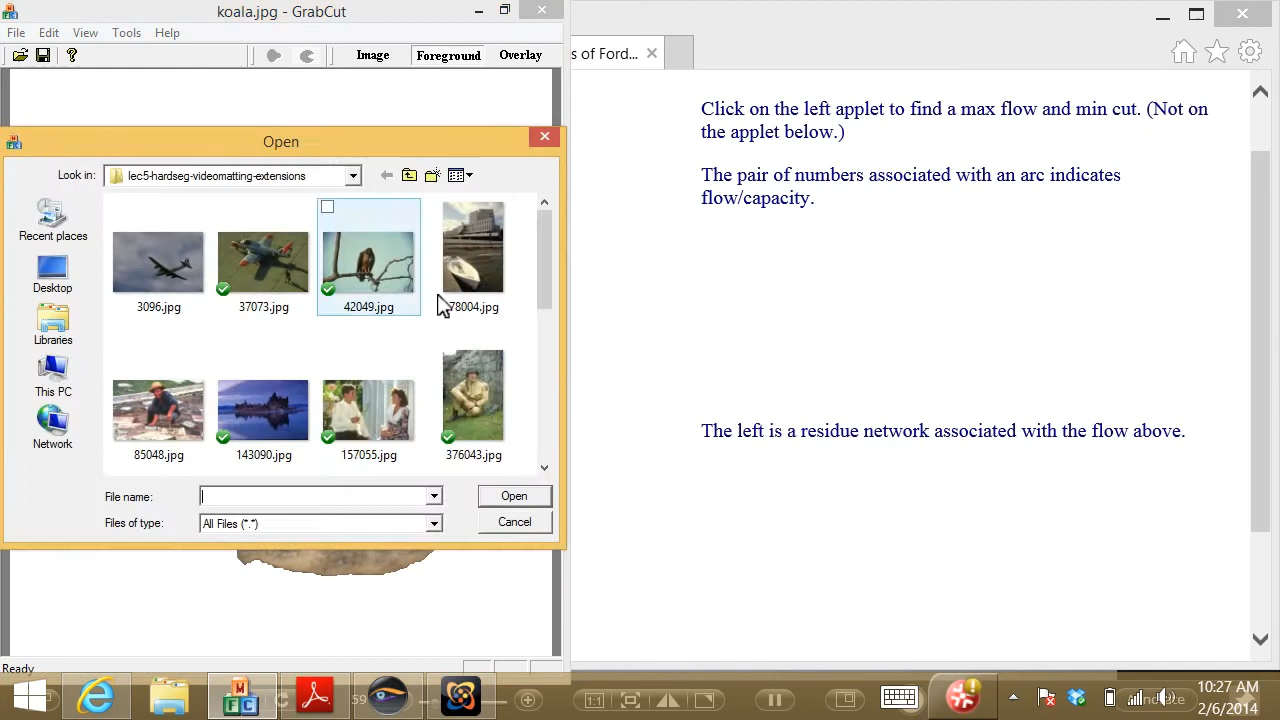 koala.jpg - GrabCut
File Edit View Tools Help
Image Foreground Overlay
Open
Look in: lec5-hardseg-videomatting-extensions
Recent places
Desktop
Libraries
This PC
Network
3096.jpg 37073.jpg 42049.jpg 78004.jpg
85048.jpg 143090.jpg 157055.jpg 376043.jpg
File name:
Open
Files of type: All Files (*.*)
Cancel
Ready
s of Ford...
Click on the left applet to find a max flow and min cut. (Not on
the applet below.)
The pair of numbers associated with an arc indicates
flow/capacity.
The left is a residue network associated with the flow above.
1:1
10:27 AM
2/6/2014